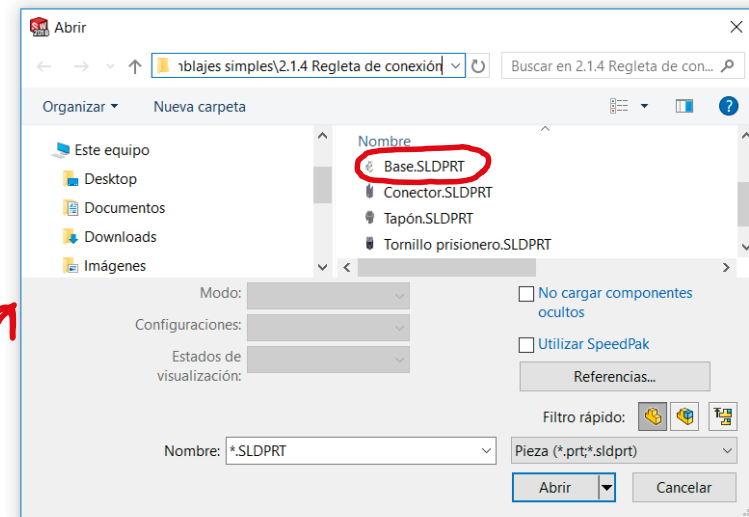 SW
2018
Abrir
nblajes simples\2.1.4 Regleta de conexión
Buscar en 2.1.4 Regleta de con...
Organizar
Nueva carpeta
?
Este equipo
Desktop
Documentos
Downloads
Imágenes
Nombre
Base.SLDPRT
Conector.SLDPRT
Tapón.SLDPRT
Tornillo prisionero.SLDPRT
Modo:
Configuraciones:
Estados de
visualización:
No cargar componentes
ocultos
Utilizar SpeedPak
Referencias...
Filtro rápido:
Nombre: *.SLDPRT
Pieza (*.prt;*.sldprt)
Abrir
Cancelar